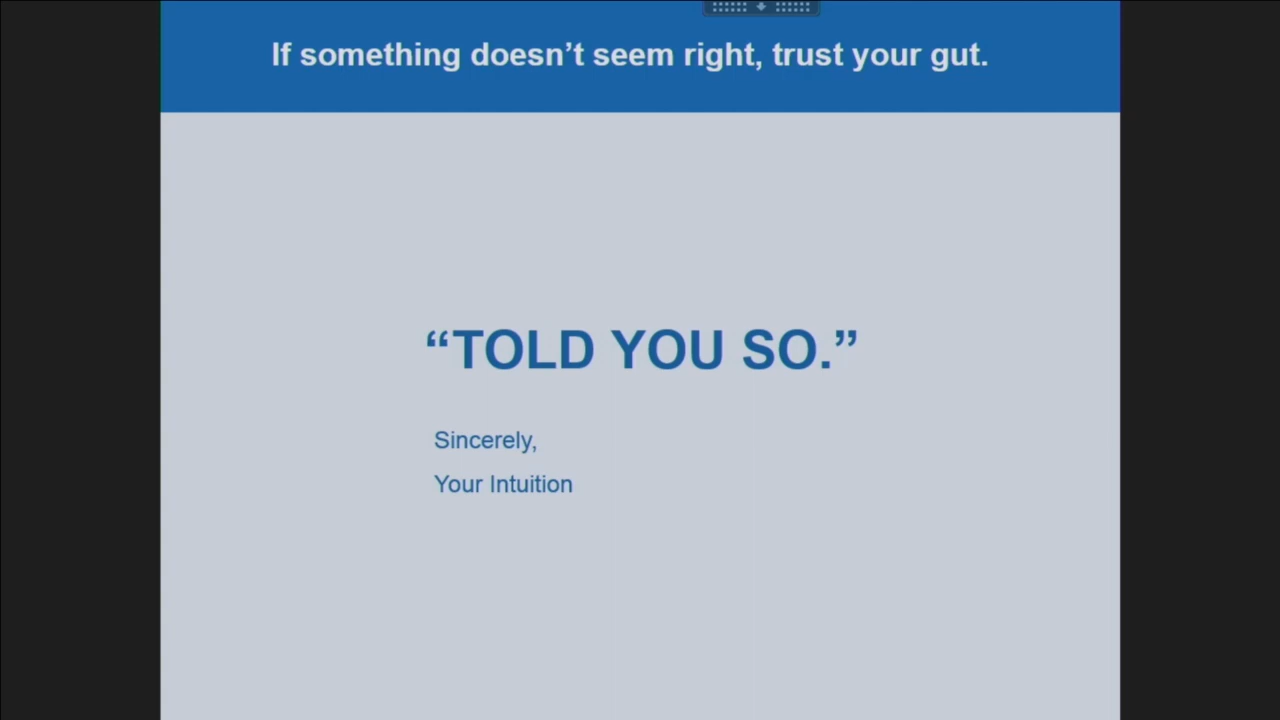 If something doesn’t seem right, trust your gut.
“TOLD YOU SO.”
Sincerely,
Your Intuition